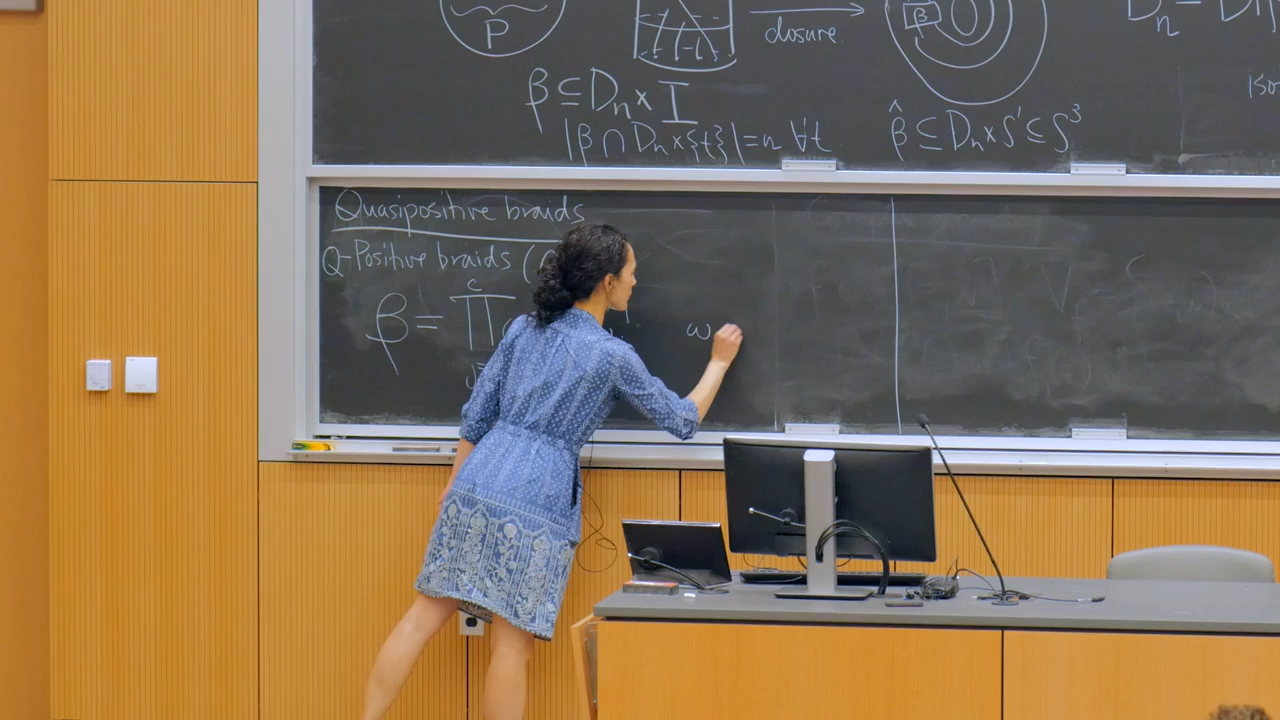 P
closure.
β
β ⊆ Dₙ × I
|β ∩ Dₙ × {t}| = n ∀t
β̂ ⊆ Dₙ × S¹ ⊆ S³
Dₙ =
Quasipositive braids
Q-Positive braids (
β = ∏
c
ω